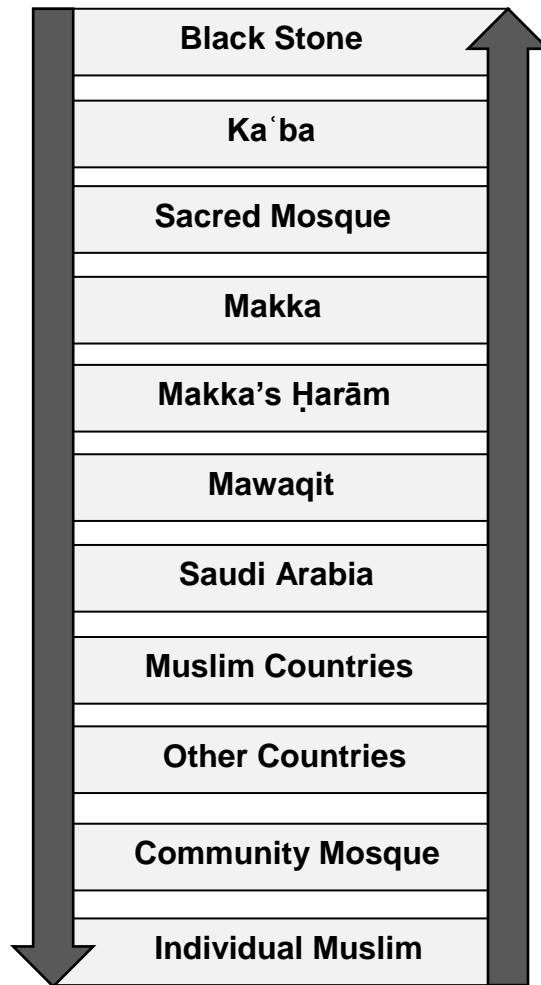 Black Stone
Kaʿba
Sacred Mosque
Makka
Makka’s Ḥarām
Mawaqit
Saudi Arabia
Muslim Countries
Other Countries
Community Mosque
Individual Muslim